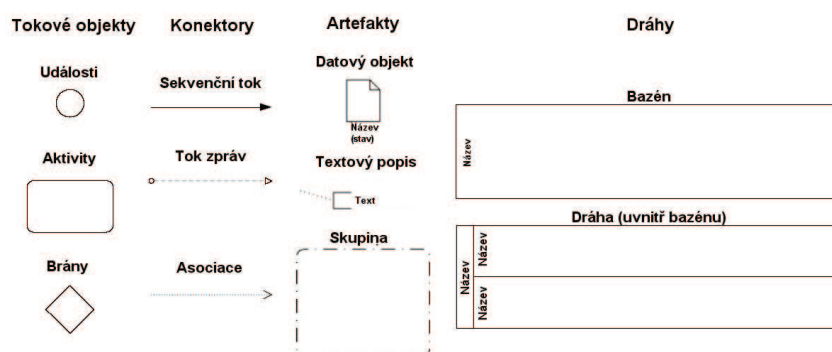 Tokové objekty
Události
Aktivity
Brány
Konektory
Sekvenční tok
Tok zpráv
Asociace
Artefakty
Datový objekt
Název
(stav)
Textový popis
Text
Skupina
Dráhy
Bazén
Název
Dráha (uvnitř bazénu)
Název
Název
Název